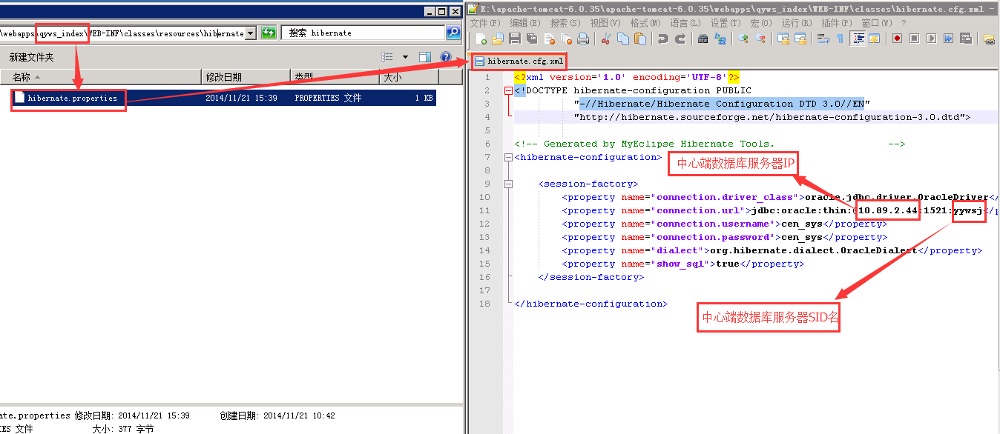 \webapps\qyws_index\WEB-INF\classes\resources\hibernate
搜索 hibernate
新建文件夹
名称
修改日期
类型
大小
hibernate.properties
2014/11/21 15:39
PROPERTIES 文件
1 KB
ate.properties 修改日期: 2014/11/21 15:39
创建日期: 2014/11/21 10:42
IES 文件
大小: 377 字节
E:\apache-tomcat-6.0.35\apache-tomcat-6.0.35\webapps\qyws_index\WEB-INF\classes\hibernate.cfg.xml -
文件(F) 编辑(E) 搜索(S) 视图(V) 格式(M) 语言(L) 设置(T) 宏(O) 运行(R) 插件(P) 窗口(W) ?
hibernate.cfg.xml
1 <?xml version='1.0' encoding='UTF-8'?>
2 <!DOCTYPE hibernate-configuration PUBLIC
3 "-//Hibernate/Hibernate Configuration DTD 3.0//EN"
4 "http://hibernate.sourceforge.net/hibernate-configuration-3.0.dtd">
5
6 <!-- Generated by MyEclipse Hibernate Tools. -->
7 <hibernate-configuration>
中心端数据库服务器IP
8
9 <session-factory>
10 <property name="connection.driver_class">oracle.jdbc.driver.OracleDriver</
11 <property name="connection.url">jdbc:oracle:thin:@10.89.2.44:1521:yywsj</p
12 <property name="connection.username">cen_sys</property>
13 <property name="connection.password">cen_sys</property>
14 <property name="dialect">org.hibernate.dialect.OracleDialect</property>
15 <property name="show_sql">true</property>
16 </session-factory>
17
18 </hibernate-configuration>
中心端数据库服务器SID名